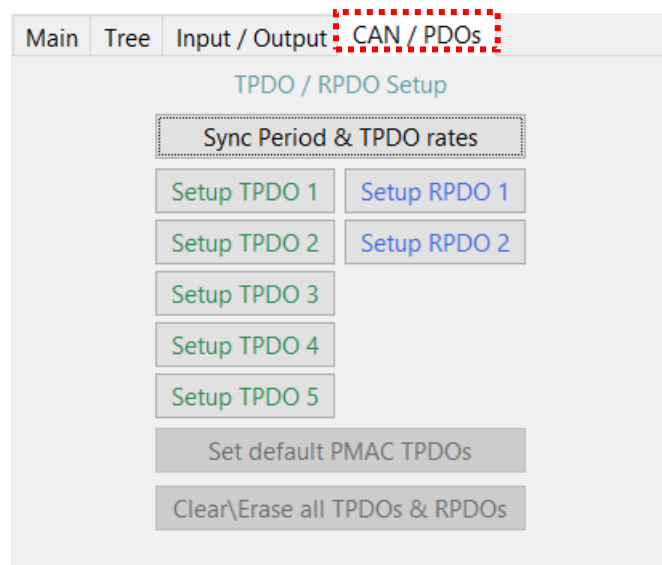 Main Tree Input / Output CAN / PDOs
TPDO / RPDO Setup
Sync Period & TPDO rates
Setup TPDO 1 Setup RPDO 1
Setup TPDO 2 Setup RPDO 2
Setup TPDO 3
Setup TPDO 4
Setup TPDO 5
Set default PMAC TPDOs
Clear\Erase all TPDOs & RPDOs